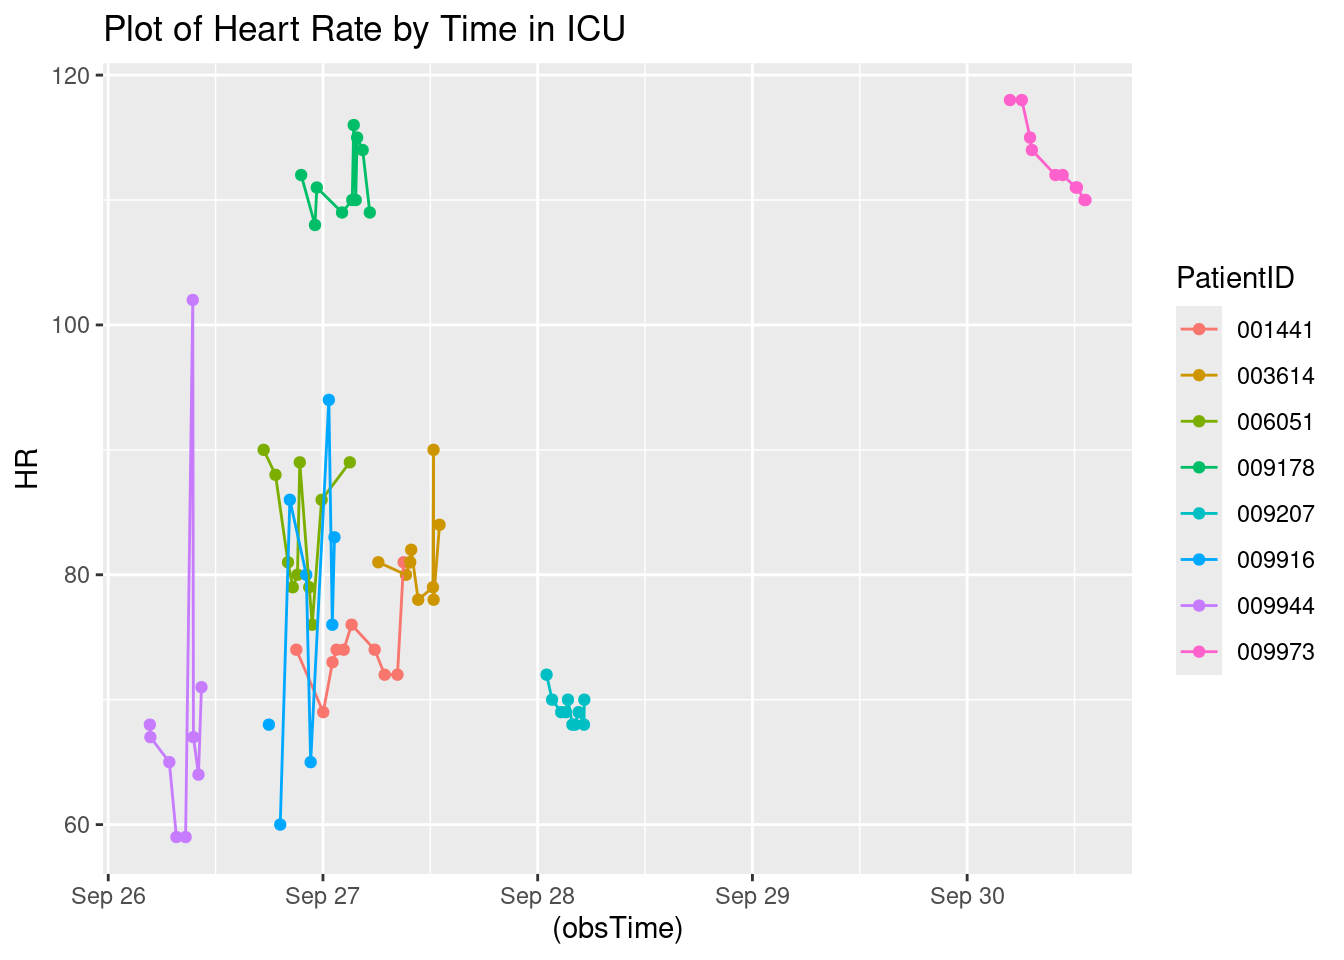 Plot of Heart Rate by Time in ICU
120
100
80
60
HR
Sep 26
Sep 27
Sep 28
Sep 29
Sep 30
(obsTime)
PatientID
001441
003614
006051
009178
009207
009916
009944
009973